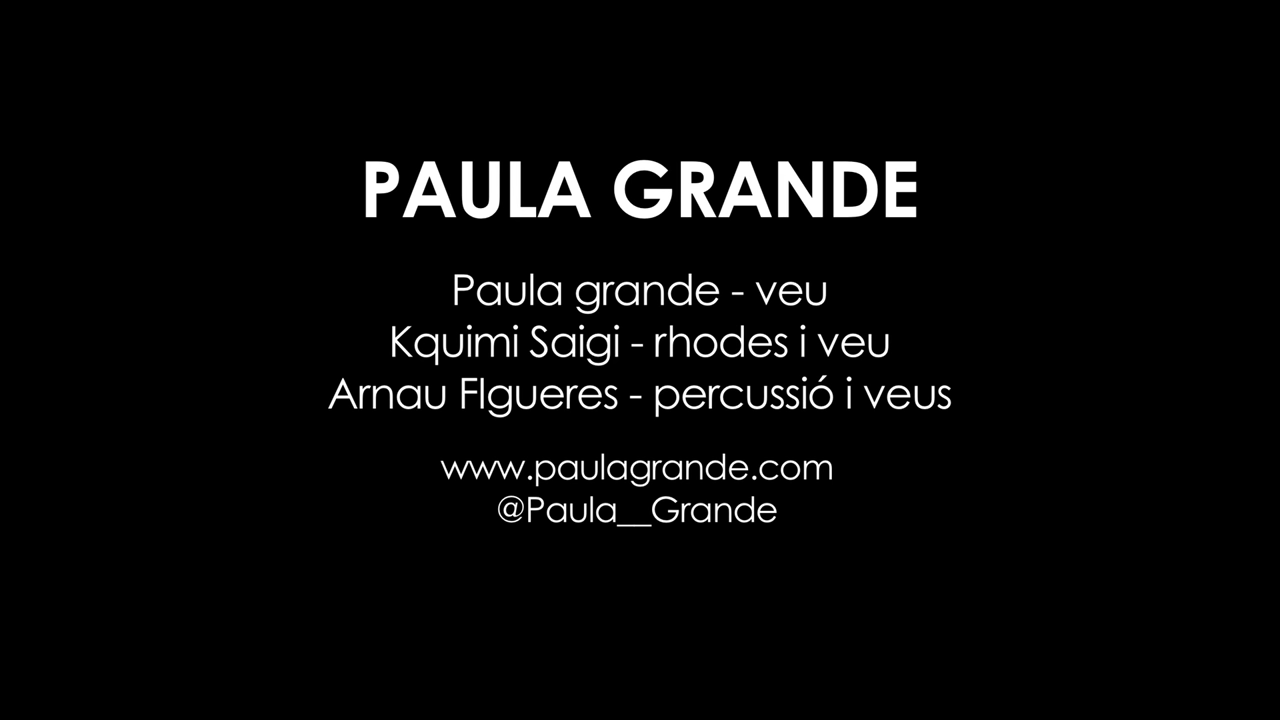 PAULA GRANDE
Paula grande - veu
Kquimi Saigi - rhodes i veu
Arnau FIgueres - percussió i veus
www.paulagrande.com
@Paula__Grande